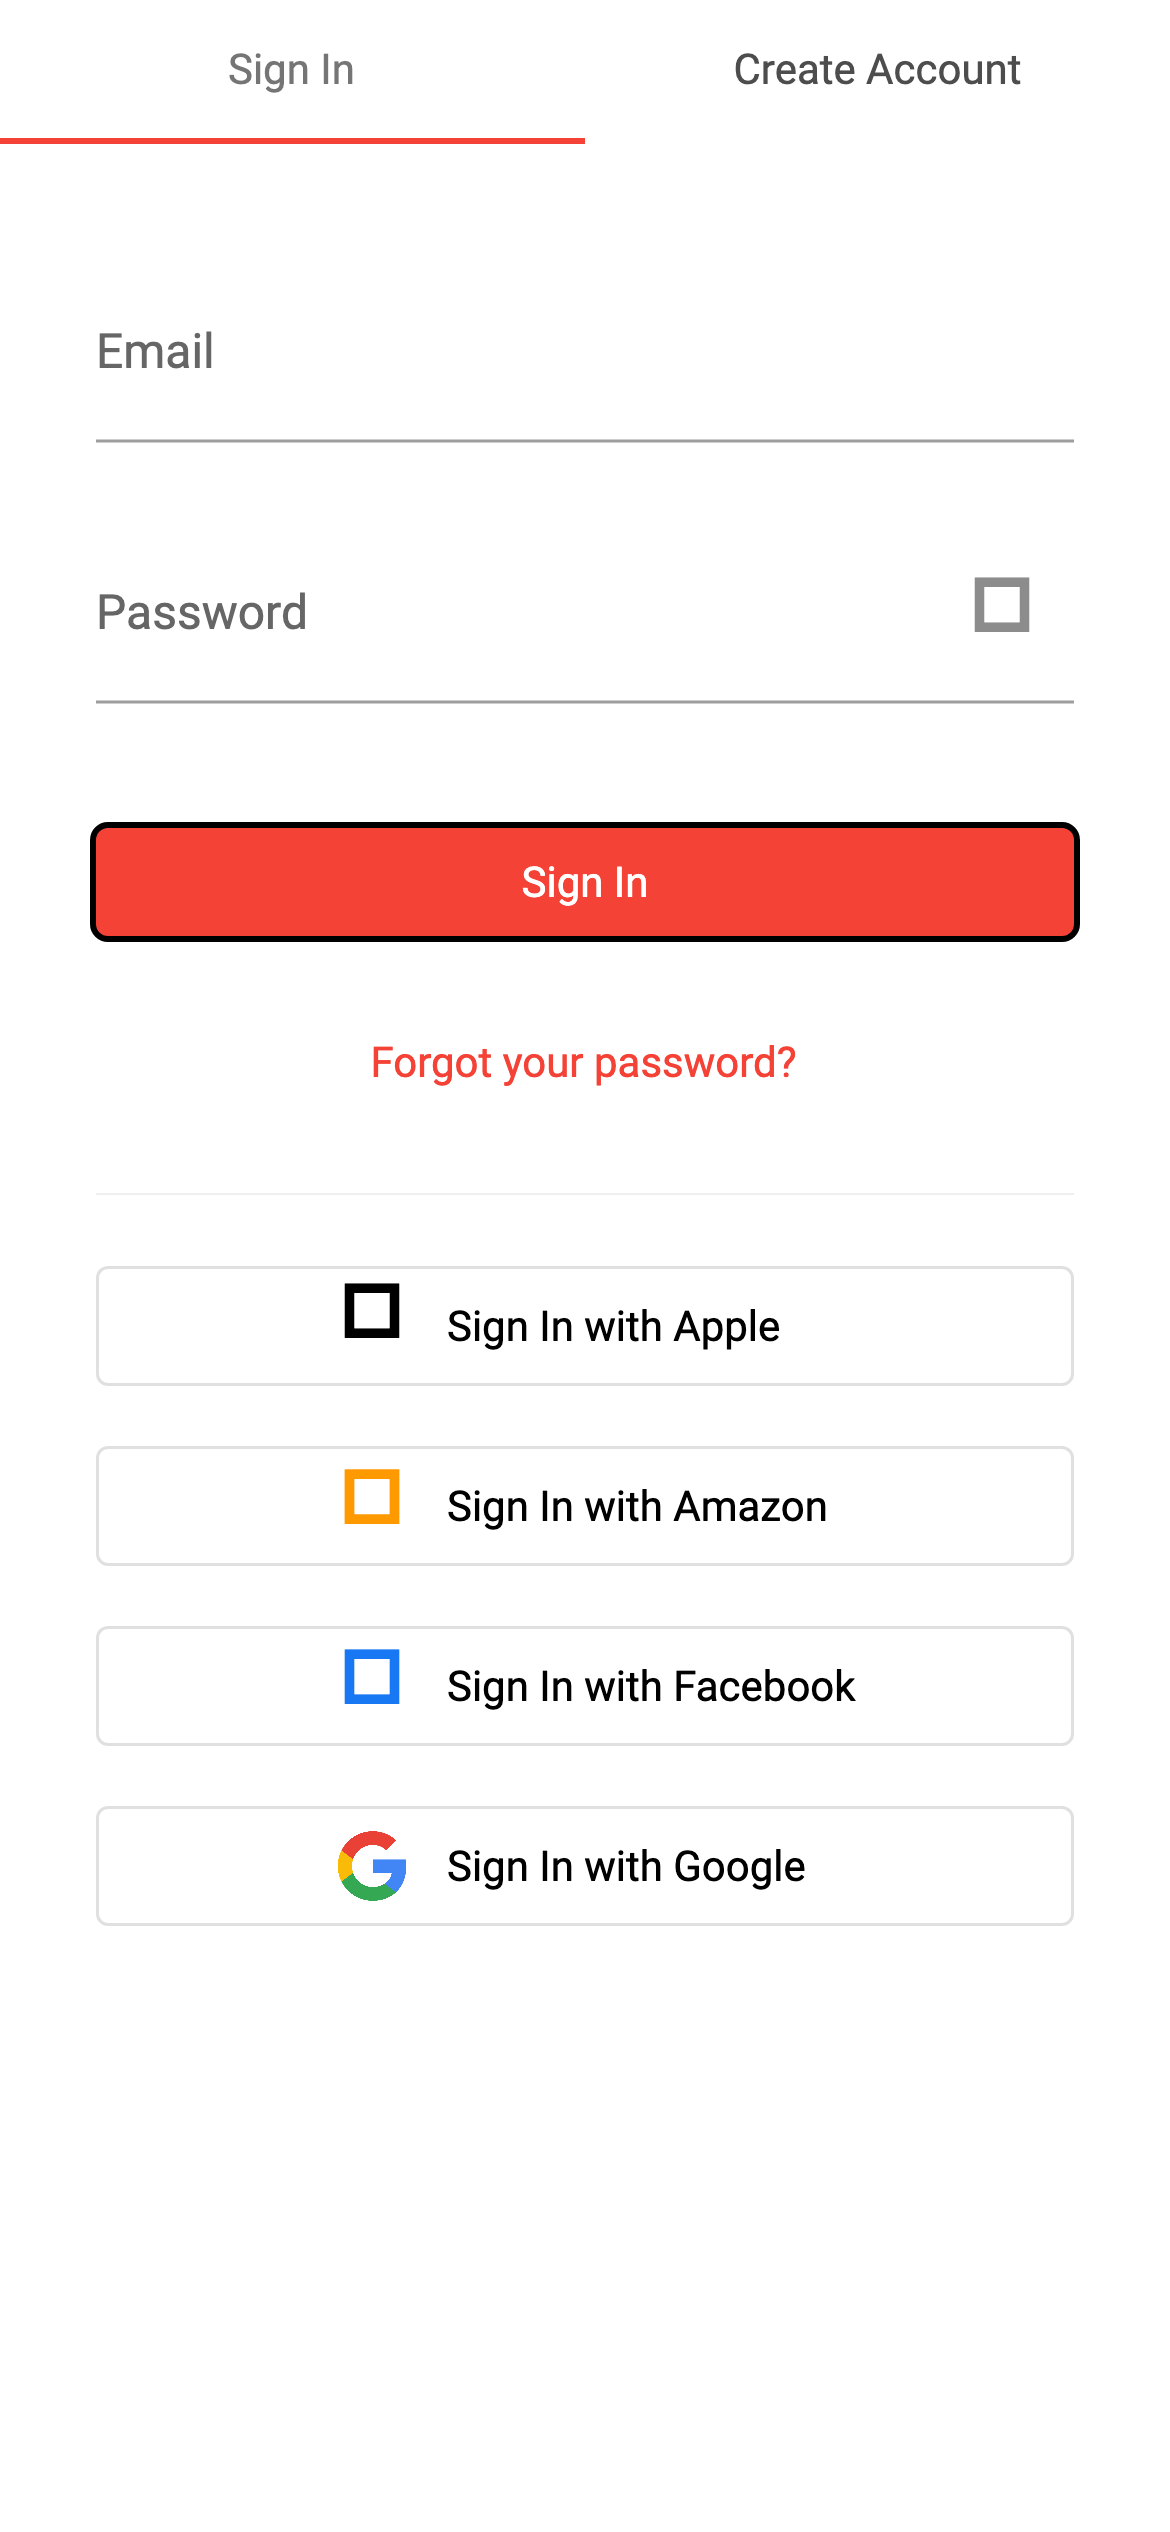 Sign In
Create Account
Email
Password
Sign In
Forgot your password?
Sign In with Apple
Sign In with Amazon
Sign In with Facebook
Sign In with Google